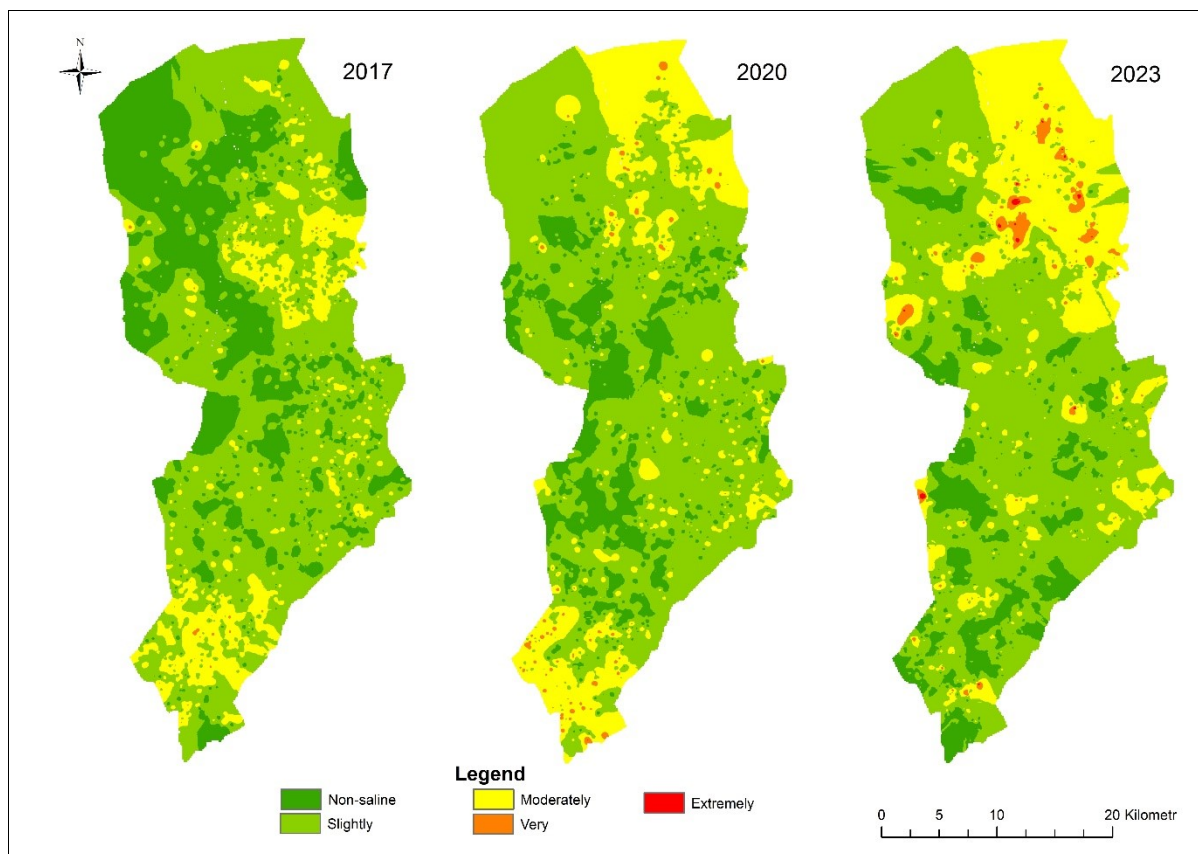 N
2017
2020
2023
Legend
Non-saline
Slightly
Moderately
Very
Extremely
0 5 10 20 Kilometr